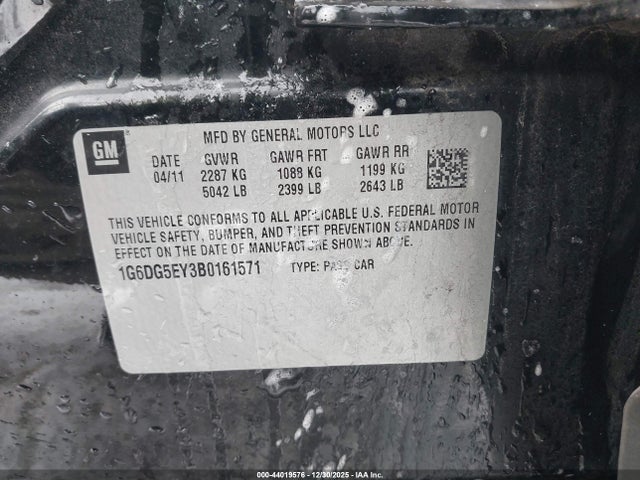 GM
MFD BY GENERAL MOTORS LLC
DATE GVWR GAWR FRT GAWR RR
04/11 2287 KG 1088 KG 1199 KG
5042 LB 2399 LB 2643 LB
THIS VEHICLE CONFORMS TO ALL APPLICABLE U.S. FEDERAL MOTOR
VEHICLE SAFETY, BUMPER, AND THEFT PREVENTION STANDARDS IN
EFFECT ON THE DATE OF MANUFACTURE SHOWN ABOVE.
1G6DG5EY3B0161571 TYPE: PASS CAR
000-44019576 - 12/30/2025 - IAA Inc.